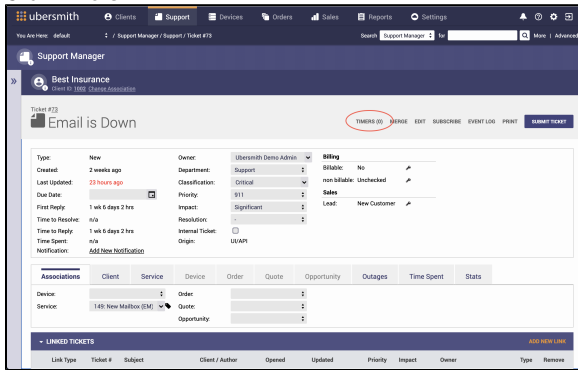 ubersmith Clients Support Devices Orders Sales Reports Settings
You Are Here: default / Support Manager / Support / Ticket #73 Search Support Manager for More | Advanced
Support Manager
Best Insurance
Client ID: 1002 Change Association
Ticket #73
Email is Down
TIMERS (0) MERGE EDIT SUBSCRIBE EVENT LOG PRINT SUBMIT TICKET
Type: New Owner: Ubersmith Demo Admin Billing
Created: 2 weeks ago Department: Support Billable: No
Last Updated: 23 hours ago Classification: Critical non billable: Unchecked
Due Date: Priority: 911 Sales
First Reply: 1 wk 6 days 2 hrs Impact: Significant Lead: New Customer
Time to Resolve: n/a Resolution: -
Time to Reply: 1 wk 6 days 2 hrs Internal Ticket:
Time Spent: n/a Origin: UI/API
Notification: Add New Notification
Associations Client Service Device Order Quote Opportunity Outages Time Spent Stats
Device: Order:
Service: 149: New Mailbox (EM) Quote:
Opportunity:
LINKED TICKETS ADD NEW LINK
Link Type Ticket # Subject Client / Author Opened Updated Priority Impact Owner Type Remove